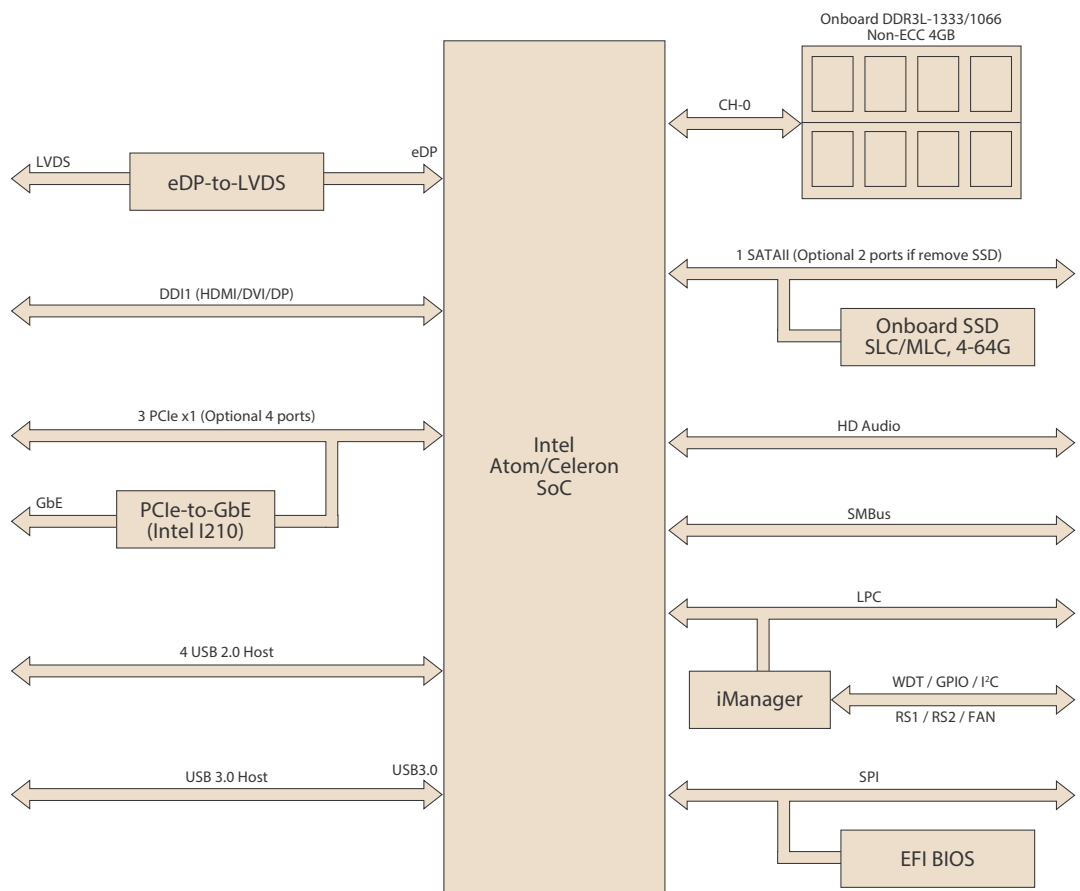 Onboard DDR3L-1333/1066
Non-ECC 4GB
CH-0
LVDS
eDP-to-LVDS
eDP
1 SATAII (Optional 2 ports if remove SSD)
DDI1 (HDMI/DVI/DP)
Onboard SSD
SLC/MLC, 4-64G
3 PCIe x1 (Optional 4 ports)
HD Audio
Intel
Atom/Celeron
SoC
GbE
PCIe-to-GbE
(Intel I210)
SMBus
LPC
4 USB 2.0 Host
iManager
WDT / GPIO / I²C
RS1 / RS2 / FAN
USB 3.0 Host
USB3.0
SPI
EFI BIOS